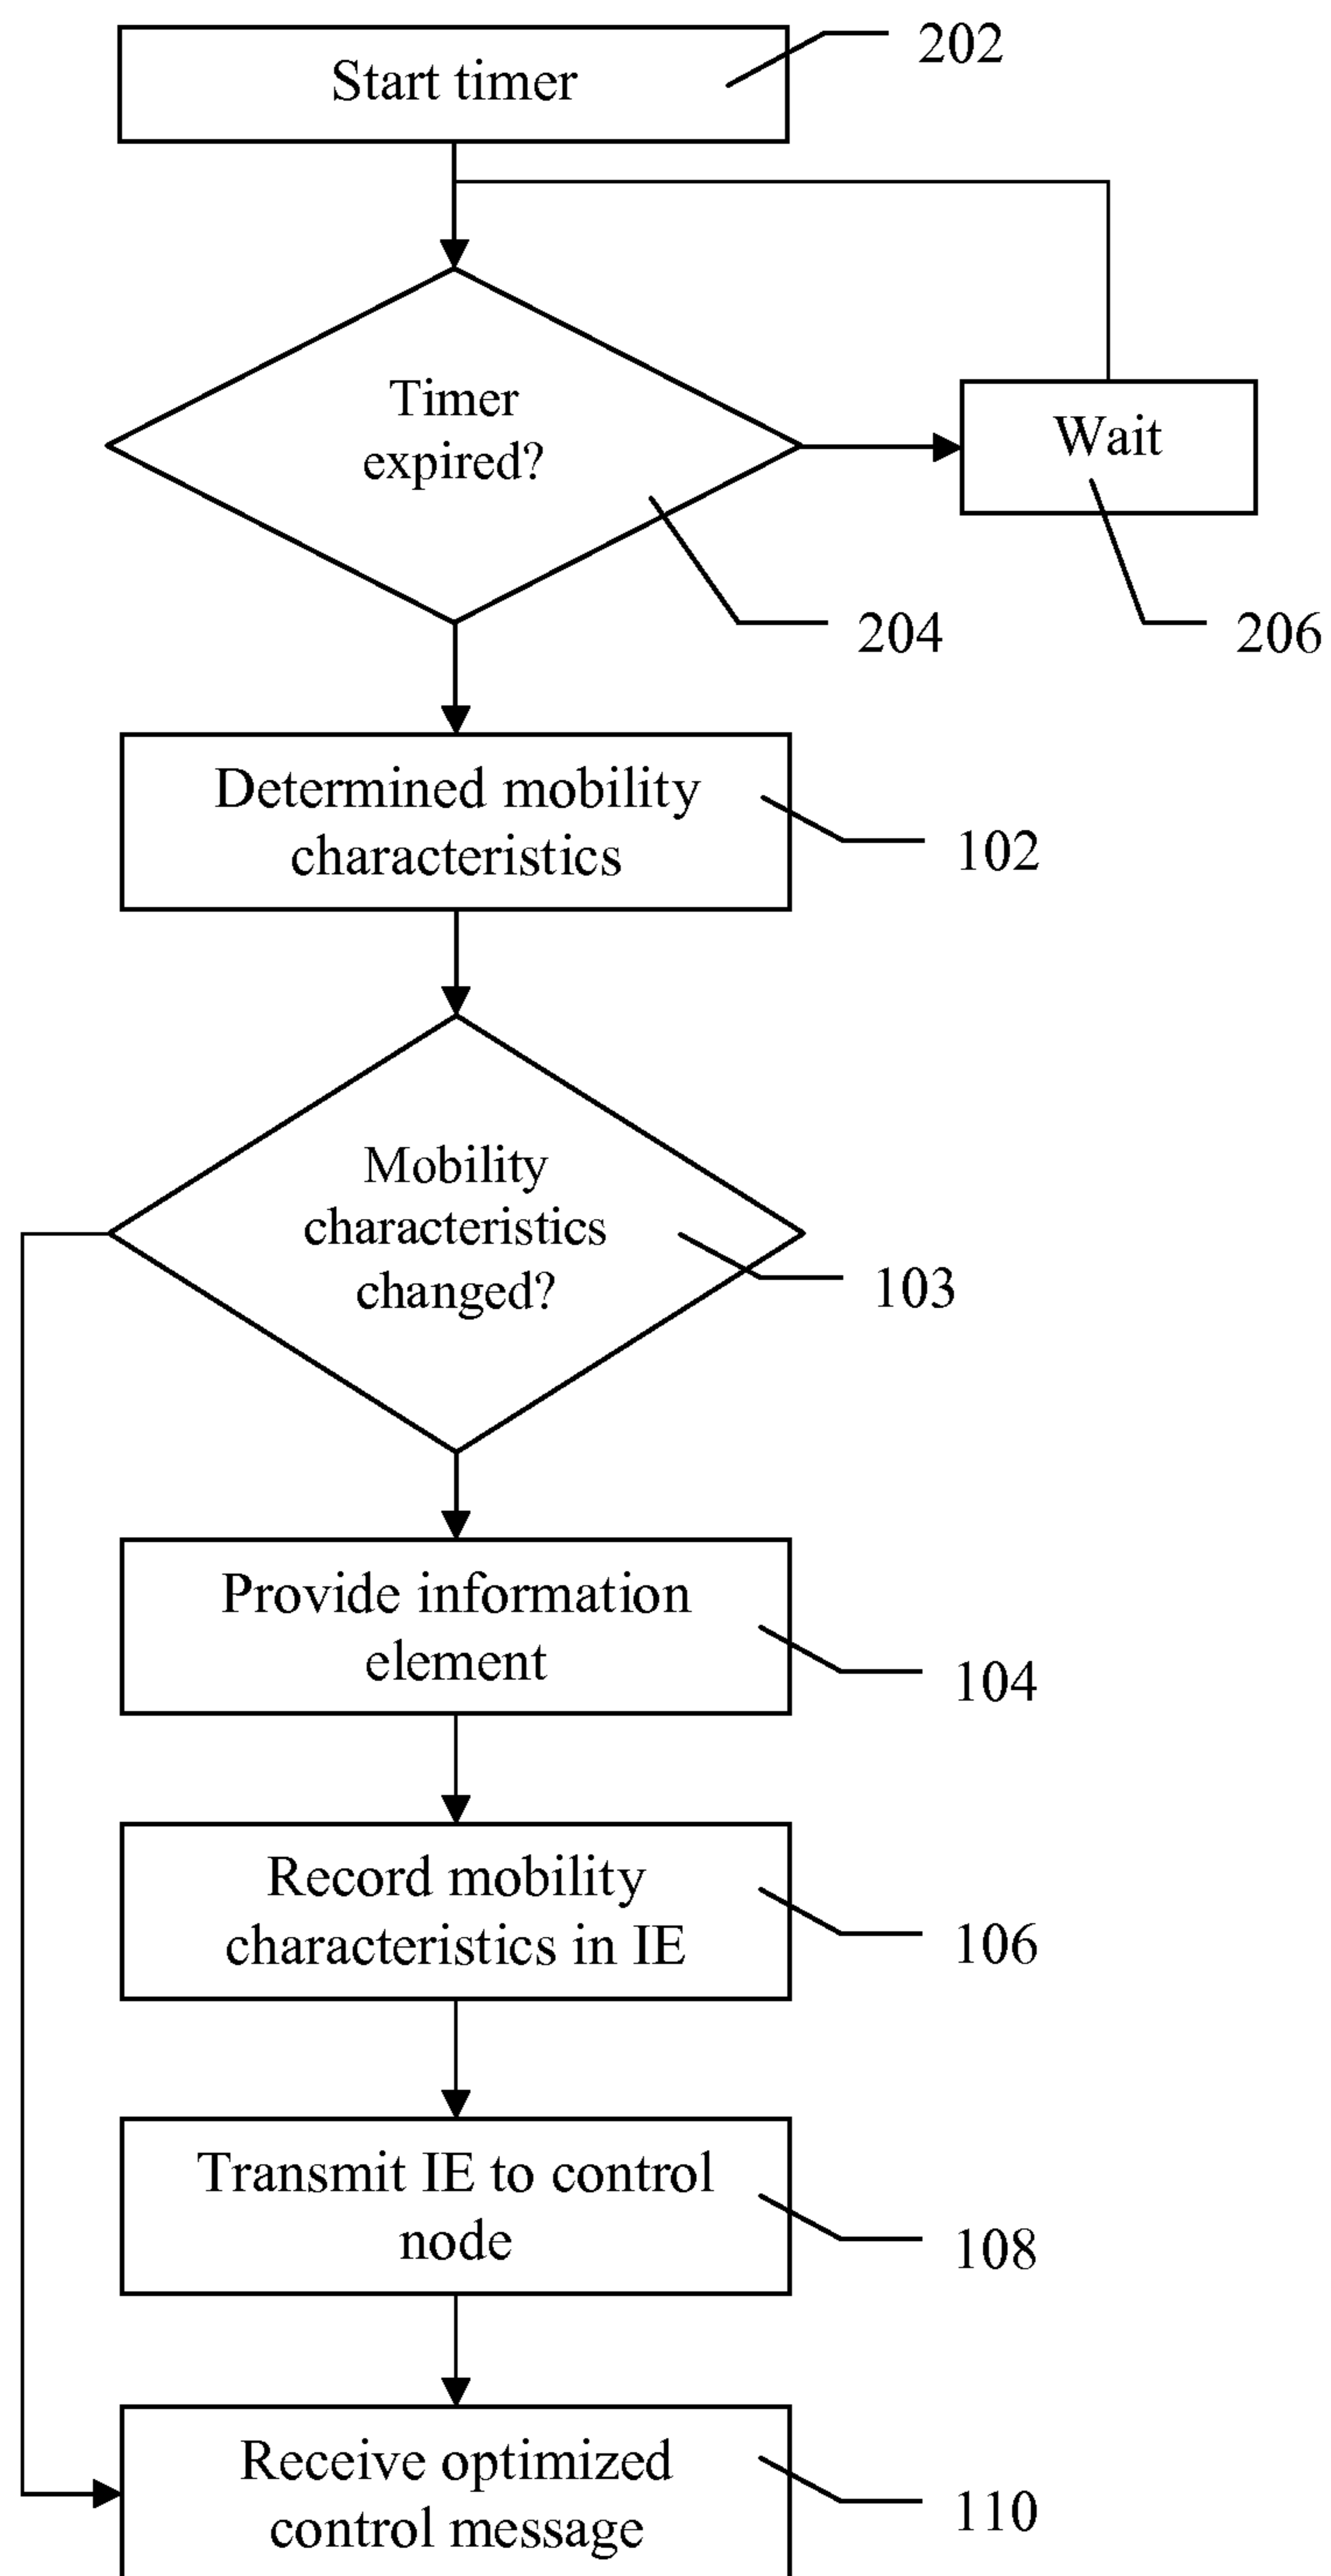 Start timer
202
Timer
expired?
Wait
204
206
Determined mobility
characteristics
102
Mobility
characteristics
changed?
103
Provide information
element
104
Record mobility
characteristics in IE
106
Transmit IE to control
node
108
Receive optimized
control message
110